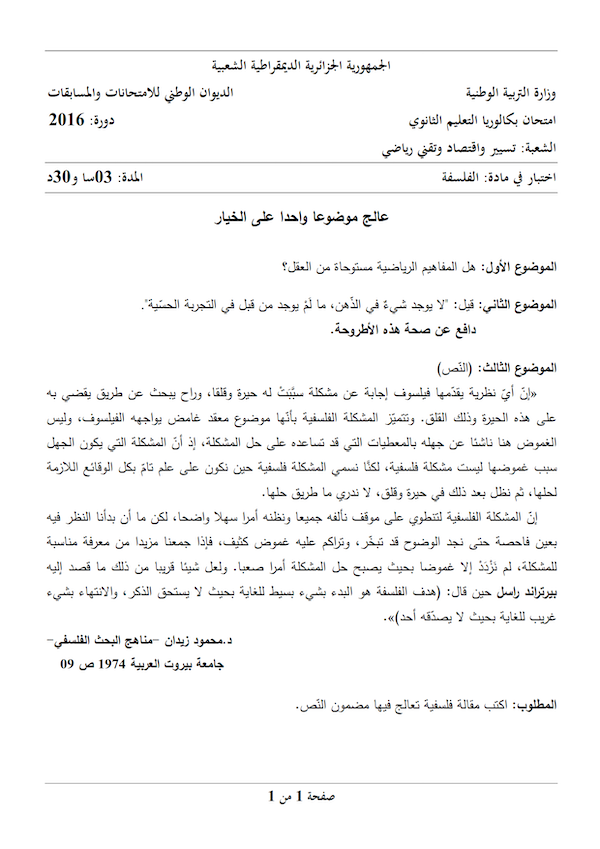 الجمهورية الجزائرية الديمقراطية الشعبية
وزارة التربية الوطنية الديوان الوطني للامتحانات والمسابقات
امتحان بكالوريا التعليم الثانوي دورة: 2016
الشعبة: تسيير واقتصاد وتقني رياضي
اختبار في مادة: الفلسفة المدة: 03سا و30د
عالج موضوعا واحدا على الخيار
الموضوع الأول: هل المفاهيم الرياضية مستوحاة من العقل؟
الموضوع الثاني: قيل: "لا يوجد شيءٌ في الذّهن، ما لَمْ يوجد من قبل في التجربة الحسّية".
دافع عن صحة هذه الأطروحة.
الموضوع الثالث: (النّص)
«إنّ أيّ نظرية يقدّمها فيلسوف إجابة عن مشكلة سبَّبَتْ له حيرة وقلقا، وراح يبحث عن طريق يقضي به
على هذه الحيرة وذلك القلق. وتتميّز المشكلة الفلسفية بأنّها موضوع معقد غامض يواجهه الفيلسوف، وليس
الغموض هنا ناشئا عن جهله بالمعطيات التي قد تساعده على حل المشكلة، إذ أنّ المشكلة التي يكون الجهل
سبب غموضها ليست مشكلة فلسفية، لكنَّا نسمي المشكلة فلسفية حين نكون على علم تامّ بكل الوقائع اللازمة
لحلها، ثم نظل بعد ذلك في حيرة وقلق، لا ندري ما طريق حلها.
إنّ المشكلة الفلسفية لتنطوي على موقف نألفه جميعا ونظنه أمرا سهلا واضحا، لكن ما أن بدأنا النظر فيه
بعين فاحصة حتى نجد الوضوح قد تبخّر، وتراكم عليه غموض كثيف، فإذا جمعنا مزيدا من معرفة مناسبة
للمشكلة، لم نَزْدَدْ إلا غموضا بحيث يصبح حل المشكلة أمرا صعبا. ولعل شيئا قريبا من ذلك ما قصد إليه
بيرتراند راسل حين قال: (هدف الفلسفة هو البدء بشيء بسيط للغاية بحيث لا يستحق الذكر، والانتهاء بشيء
غريب للغاية بحيث لا يصدّقه أحد)».
د.محمود زيدان -مناهج البحث الفلسفي-
جامعة بيروت العربية 1974 ص 09
المطلوب: اكتب مقالة فلسفية تعالج فيها مضمون النّص.
صفحة 1 من 1